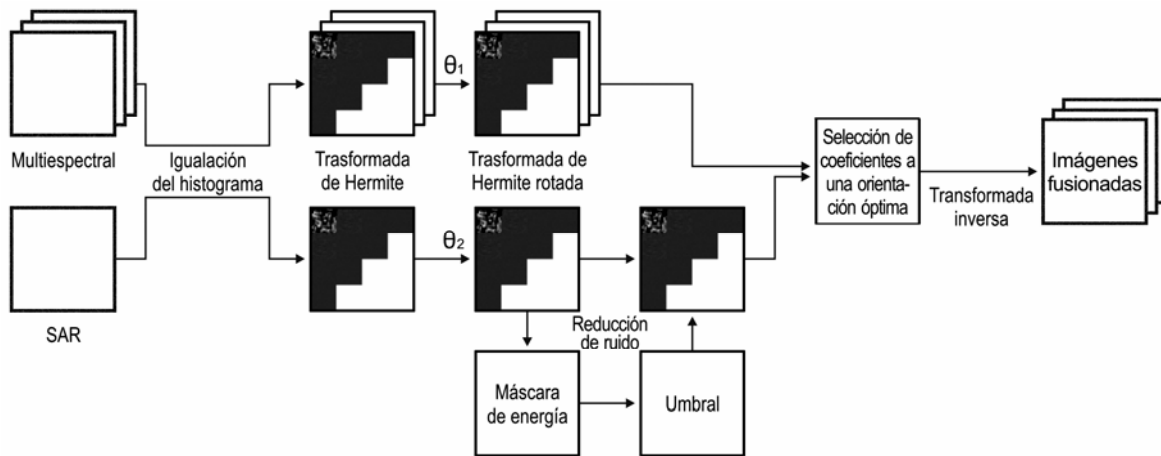 Multiespectral
Igualación
del histograma
Trasformada
de Hermite
θ1
Trasformada de
Hermite rotada
Selección de
coeficientes a
una orienta-
ción óptima
Transformada
inversa
Imágenes
fusionadas
SAR
θ2
Reducción
de ruido
Máscara
de energía
Umbral